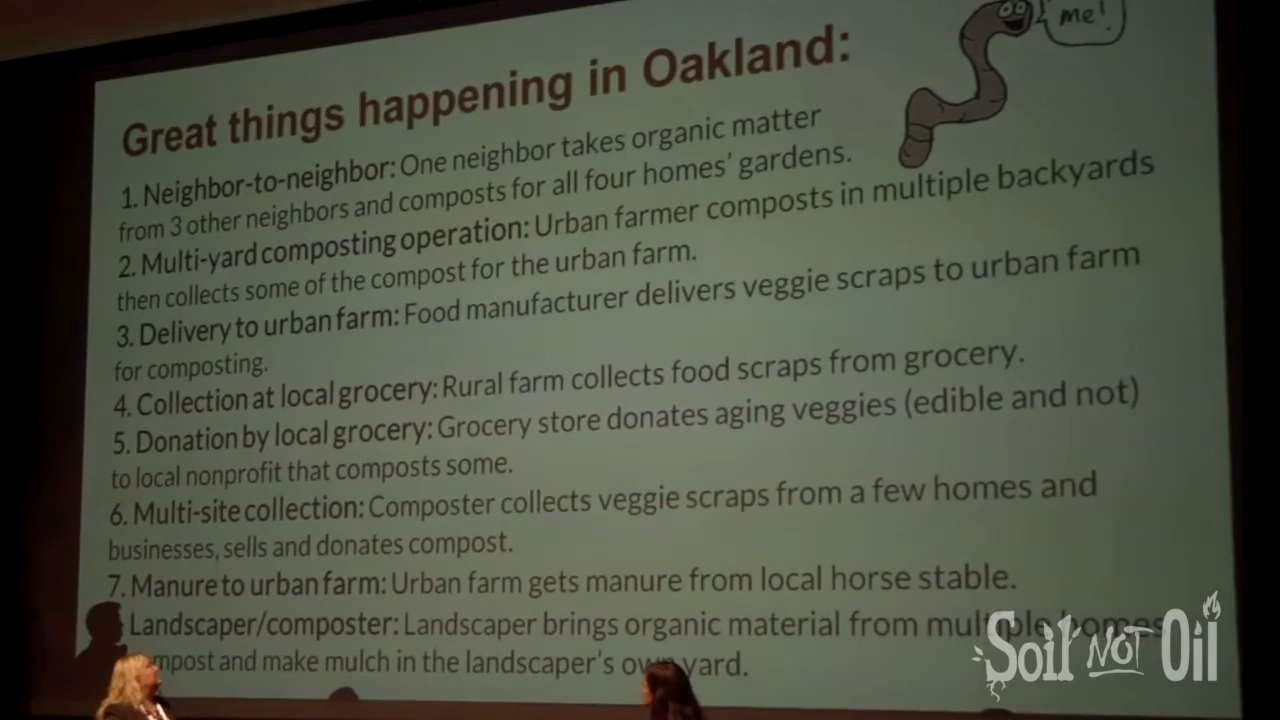 me!
Great things happening in Oakland:
1. Neighbor-to-neighbor: One neighbor takes organic matter
from 3 other neighbors and composts for all four homes’ gardens.
2. Multi-yard composting operation: Urban farmer composts in multiple backyards
then collects some of the compost for the urban farm.
3. Delivery to urban farm: Food manufacturer delivers veggie scraps to urban farm
for composting.
4. Collection at local grocery: Rural farm collects food scraps from grocery.
5. Donation by local grocery: Grocery store donates aging veggies (edible and not)
to local nonprofit that composts some.
6. Multi-site collection: Composter collects veggie scraps from a few homes and
businesses, sells and donates compost.
7. Manure to urban farm: Urban farm gets manure from local horse stable.
Landscaper/composter: Landscaper brings organic material from multiple homes
mpost and make mulch in the landscaper’s own yard.
Soil NOT Oil